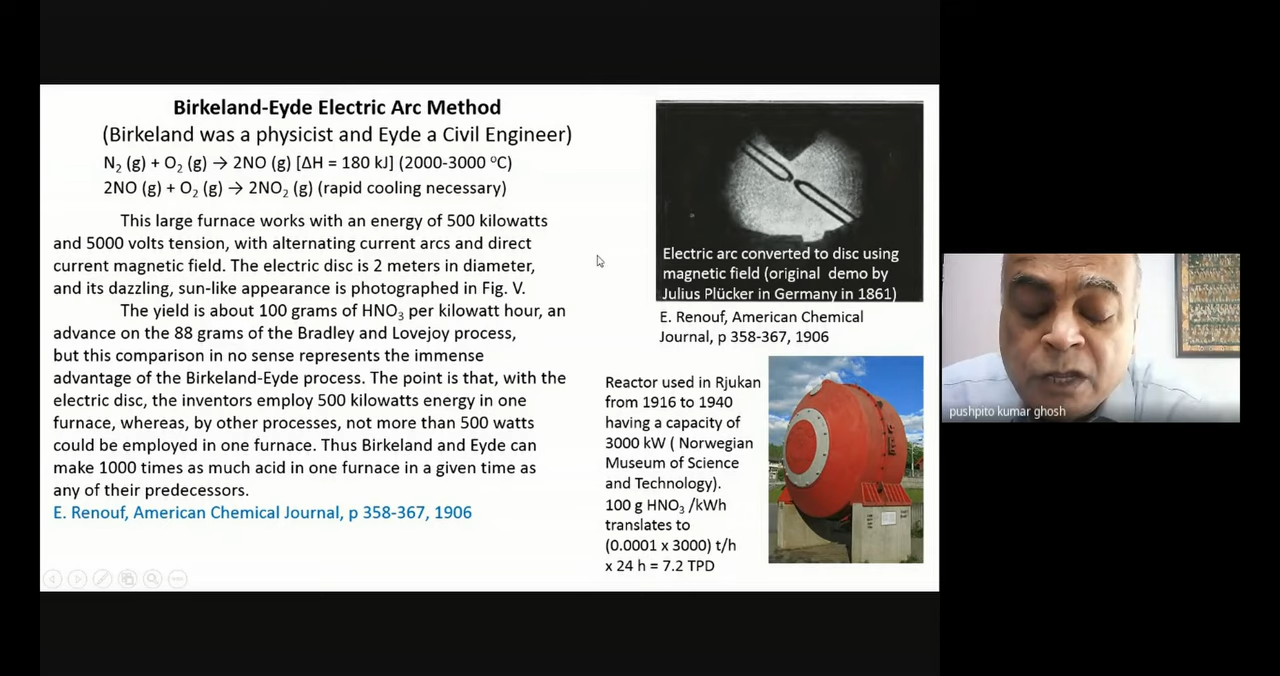 Birkeland-Eyde Electric Arc Method
(Birkeland was a physicist and Eyde a Civil Engineer)
N₂ (g) + O₂ (g) → 2NO (g) [ΔH = 180 kJ] (2000-3000 ⁰C)
2NO (g) + O₂ (g) → 2NO₂ (g) (rapid cooling necessary)
This large furnace works with an energy of 500 kilowatts
and 5000 volts tension, with alternating current arcs and direct
current magnetic field. The electric disc is 2 meters in diameter,
and its dazzling, sun-like appearance is photographed in Fig. V.
The yield is about 100 grams of HNO₃ per kilowatt hour, an
advance on the 88 grams of the Bradley and Lovejoy process,
but this comparison in no sense represents the immense
advantage of the Birkeland-Eyde process. The point is that, with the
electric disc, the inventors employ 500 kilowatts energy in one
furnace, whereas, by other processes, not more than 500 watts
could be employed in one furnace. Thus Birkeland and Eyde can
make 1000 times as much acid in one furnace in a given time as
any of their predecessors.
E. Renouf, American Chemical Journal, p 358-367, 1906
Electric arc converted to disc using
magnetic field (original demo by
Julius Plücker in Germany in 1861)
E. Renouf, American Chemical
Journal, p 358-367, 1906
Reactor used in Rjukan
from 1916 to 1940
having a capacity of
3000 kW ( Norwegian
Museum of Science
and Technology).
100 g HNO₃ /kWh
translates to
(0.0001 x 3000) t/h
x 24 h = 7.2 TPD
pushpito kumar ghosh